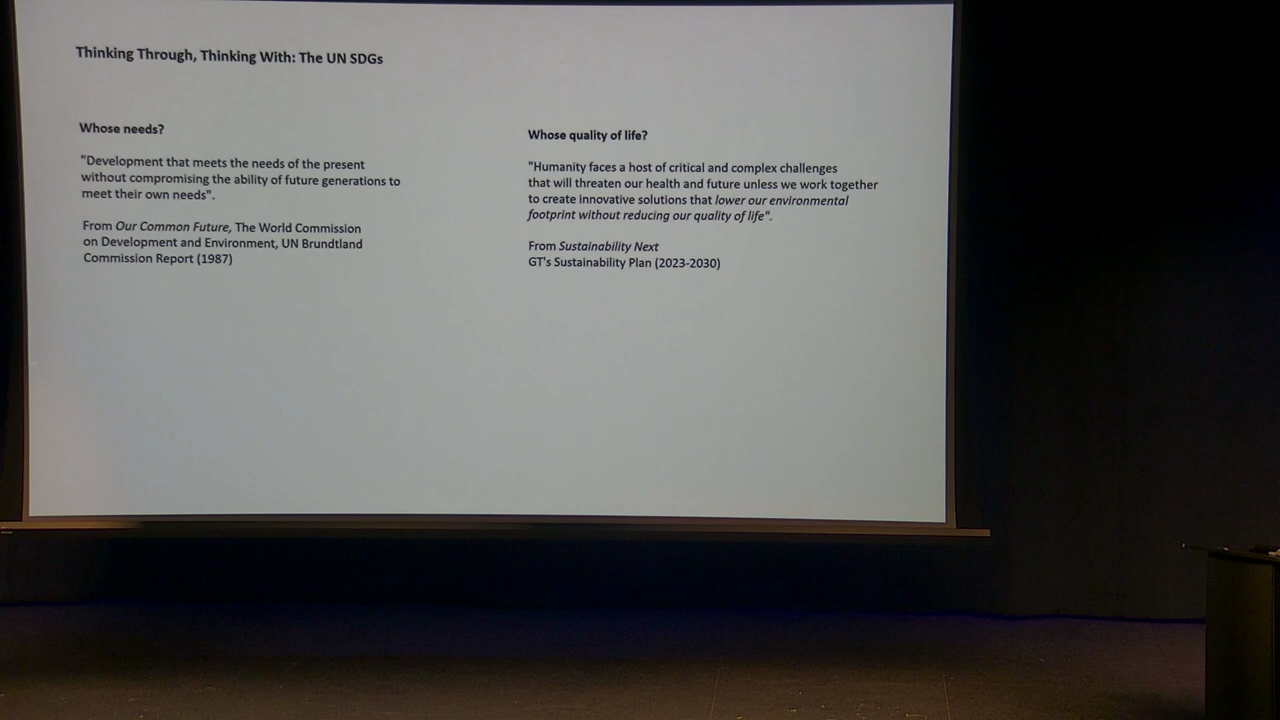 Thinking Through, Thinking With: The UN SDGs
Whose needs?
"Development that meets the needs of the present
without compromising the ability of future generations to
meet their own needs".
From Our Common Future, The World Commission
on Development and Environment, UN Brundtland
Commission Report (1987)
Whose quality of life?
"Humanity faces a host of critical and complex challenges
that will threaten our health and future unless we work together
to create innovative solutions that lower our environmental
footprint without reducing our quality of life".
From Sustainability Next
GT's Sustainability Plan (2023-2030)